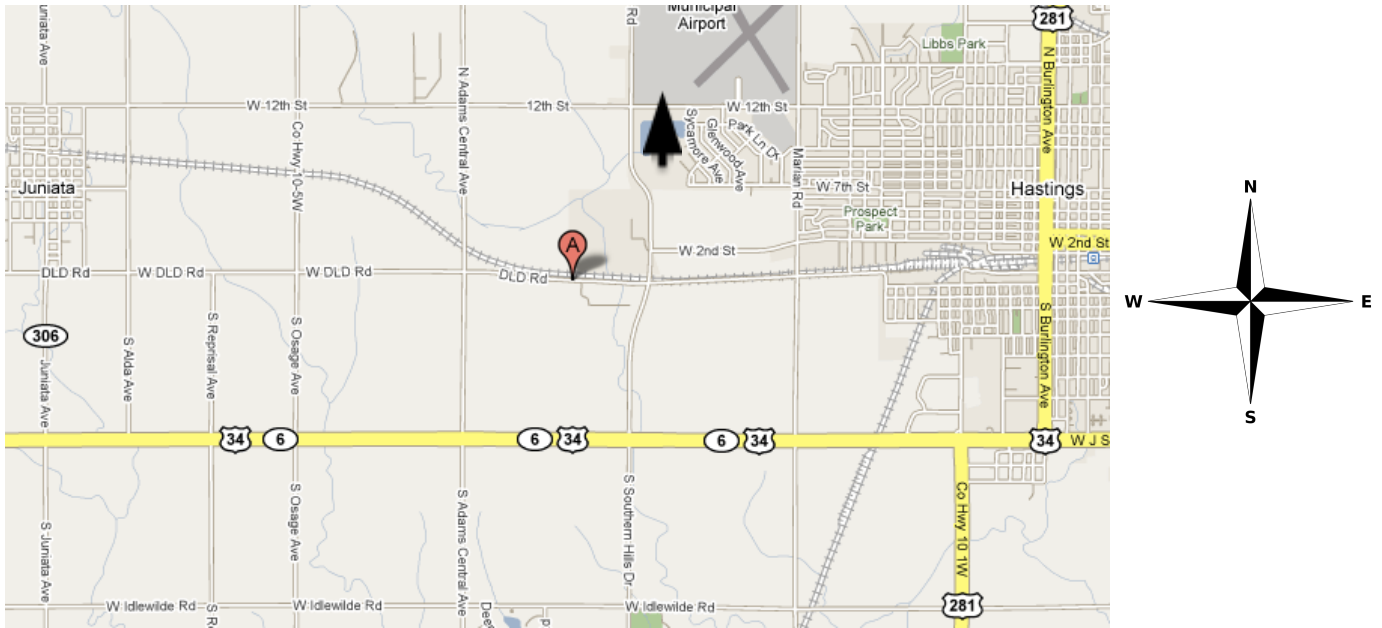 Municipal
Airport
281
Libbs Park
Juniata Ave
Rd
N Adams Central Ave
N Burlington Ave
W 12th St
12th St
W 12th St
Co Hwy-10-5W
Sycamore Ave
Glenwood Ave
Park Ln Dr
Marian Rd
Juniata
W 7th St
Hastings
Prospect
Park
W 2nd St
W 2nd St
A
DLD Rd
W DLD Rd
W DLD Rd
DLD Rd
N
W
E
S
306
S Alda Ave
S Reprisal Ave
S Osage Ave
S Burlington Ave
Juniata Ave
34
6
6
34
6
34
34
W J S
S Juniata Ave
S Osage Ave
S Adams Central Ave
S Southern Hills Dr
Co Hwy 10 1W
W Idlewilde Rd
S Re
W Idlewilde Rd
Deer
W Idlewilde Rd
281